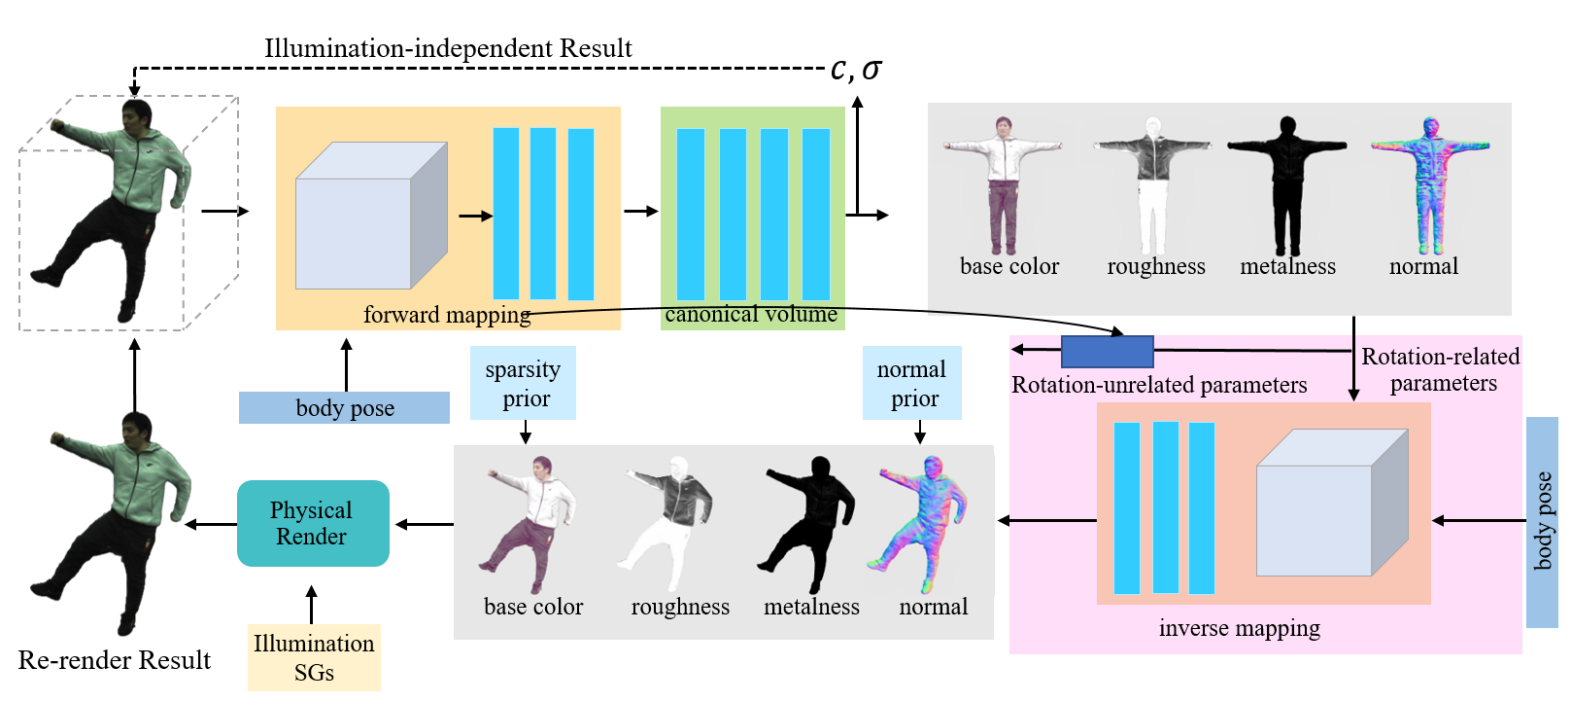 Illumination-independent Result
c, σ
base color
roughness
metalness
normal
forward mapping
canonical volume
body pose
sparsity
prior
normal
prior
Rotation-unrelated parameters
Rotation-related
parameters
body pose
inverse mapping
Physical
Render
base color
roughness
metalness
normal
Illumination
SGs
Re-render Result